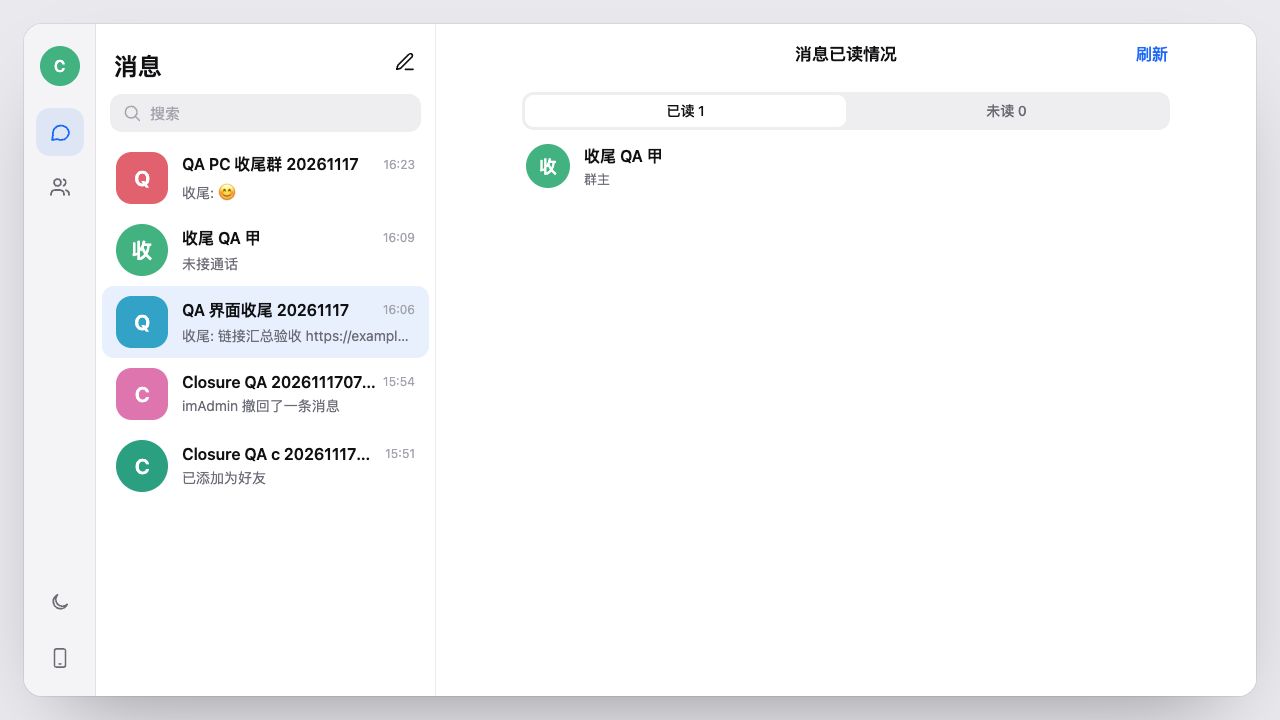 C
消息
搜索
Q
QA PC 收尾群 20261117
16:23
收尾: 😊
收
收尾 QA 甲
16:09
未接通话
Q
QA 界面收尾 20261117
16:06
收尾: 链接汇总验收 https://exampl...
C
Closure QA 2026111707...
15:54
imAdmin 撤回了一条消息
C
Closure QA c 20261117...
15:51
已添加为好友
消息已读情况
刷新
已读 1
未读 0
收
收尾 QA 甲
群主